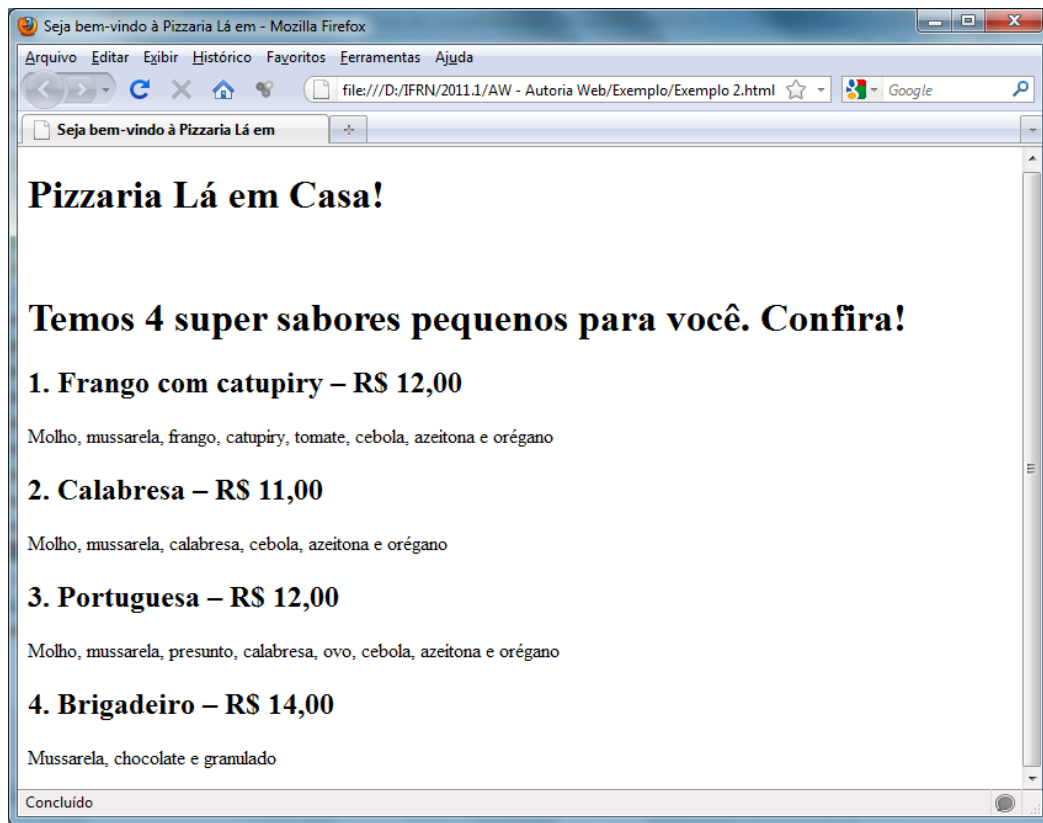 Seja bem-vindo à Pizzaria Lá em - Mozilla Firefox
Arquivo Editar Exibir Histórico Favoritos Ferramentas Ajuda
file:///D:/IFRN/2011.1/AW - Autoria Web/Exemplo/Exemplo 2.html Google
Seja bem-vindo à Pizzaria Lá em
Pizzaria Lá em Casa!
Temos 4 super sabores pequenos para você. Confira!
1. Frango com catupiry – R$ 12,00
Molho, mussarela, frango, catupiry, tomate, cebola, azeitona e orégano
2. Calabresa – R$ 11,00
Molho, mussarela, calabresa, cebola, azeitona e orégano
3. Portuguesa – R$ 12,00
Molho, mussarela, presunto, calabresa, ovo, cebola, azeitona e orégano
4. Brigadeiro – R$ 14,00
Mussarela, chocolate e granulado
Concluído